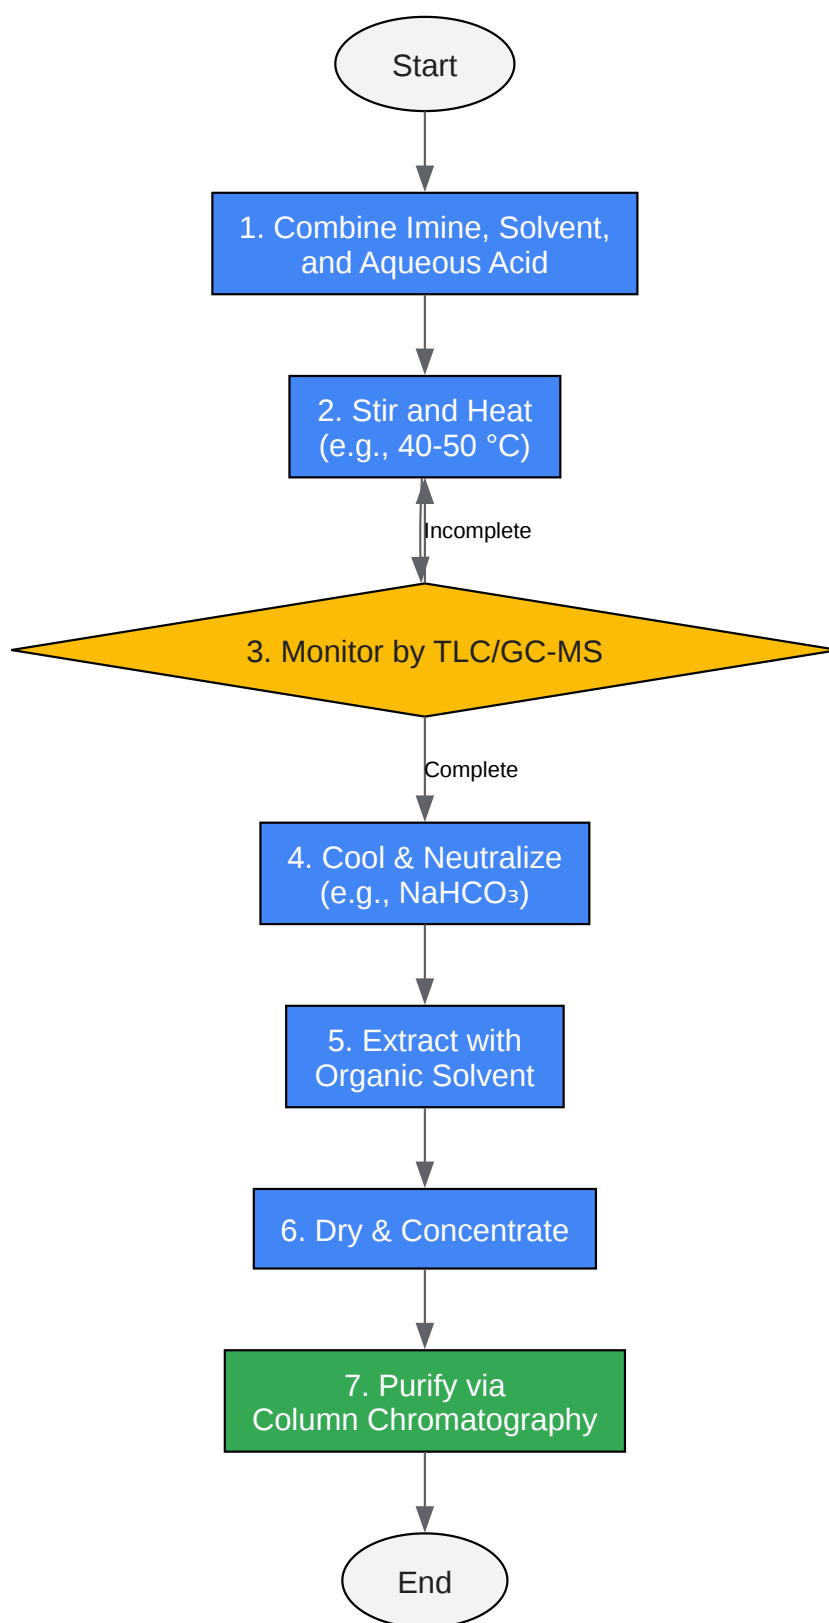 Start
1. Combine Imine, Solvent,
and Aqueous Acid
2. Stir and Heat
(e.g., 40-50 °C)
Incomplete
3. Monitor by TLC/GC-MS
Complete
4. Cool & Neutralize
(e.g., NaHCO₃)
5. Extract with
Organic Solvent
6. Dry & Concentrate
7. Purify via
Column Chromatography
End